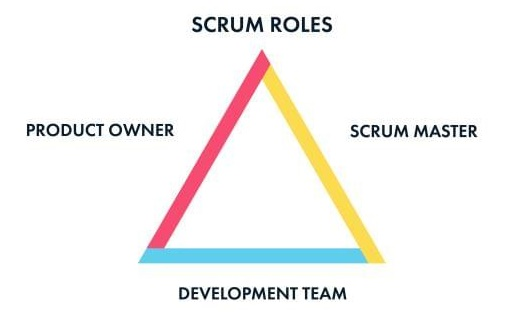 SCRUM ROLES
PRODUCT OWNER
SCRUM MASTER
DEVELOPMENT TEAM